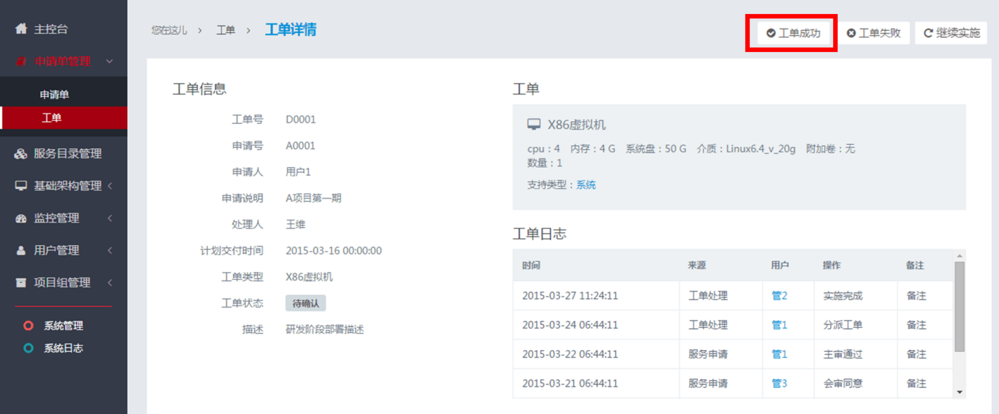 主控台
申请单管理
申请单
工单
服务目录管理
基础架构管理
监控管理
用户管理
项目组管理
系统管理
系统日志
您在这儿 > 工单 > 工单详情
工单成功 工单失败 继续实施
工单信息
工单号 D0001
申请号 A0001
申请人 用户1
申请说明 A项目第一期
处理人 王维
计划交付时间 2015-03-16 00:00:00
工单类型 X86虚拟机
工单状态 待确认
描述 研发阶段部署描述
工单
X86虚拟机
cpu：4 内存：4 G 系统盘：50 G 介质：Linux6.4_v_20g 附加卷：无
数量：1
支持类型：系统
工单日志
时间 来源 用户 操作 备注
2015-03-27 11:24:11 工单处理 管2 实施完成 备注
2015-03-24 06:44:11 工单处理 管1 分派工单 备注
2015-03-22 06:44:11 服务申请 管1 主审通过 备注
2015-03-21 06:44:11 服务申请 管3 会审同意 备注